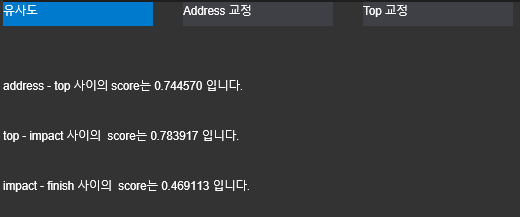 유사도 Address 교정 Top 교정
address - top 사이의 score는 0.744570 입니다.
top - impact 사이의  score는 0.783917 입니다.
impact - finish 사이의  score는 0.469113 입니다.